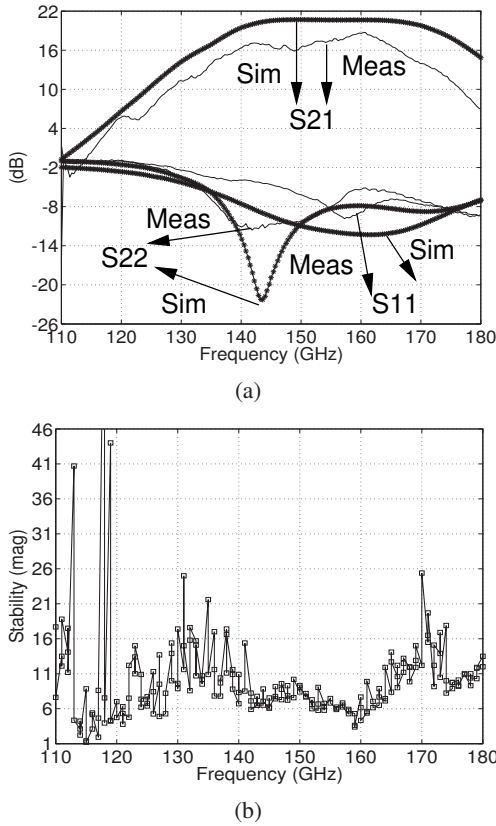 22
16
10
4
-2
-8
-14
-20
-26
(dB)
Sim
Meas
S21
Meas
S22
Sim
Meas
Sim
S11
110 120 130 140 150 160 170 180
Frequency (GHz)
(a)
46
41
36
31
26
21
16
11
6
1
Stability (mag)
110 120 130 140 150 160 170 180
Frequency (GHz)
(b)